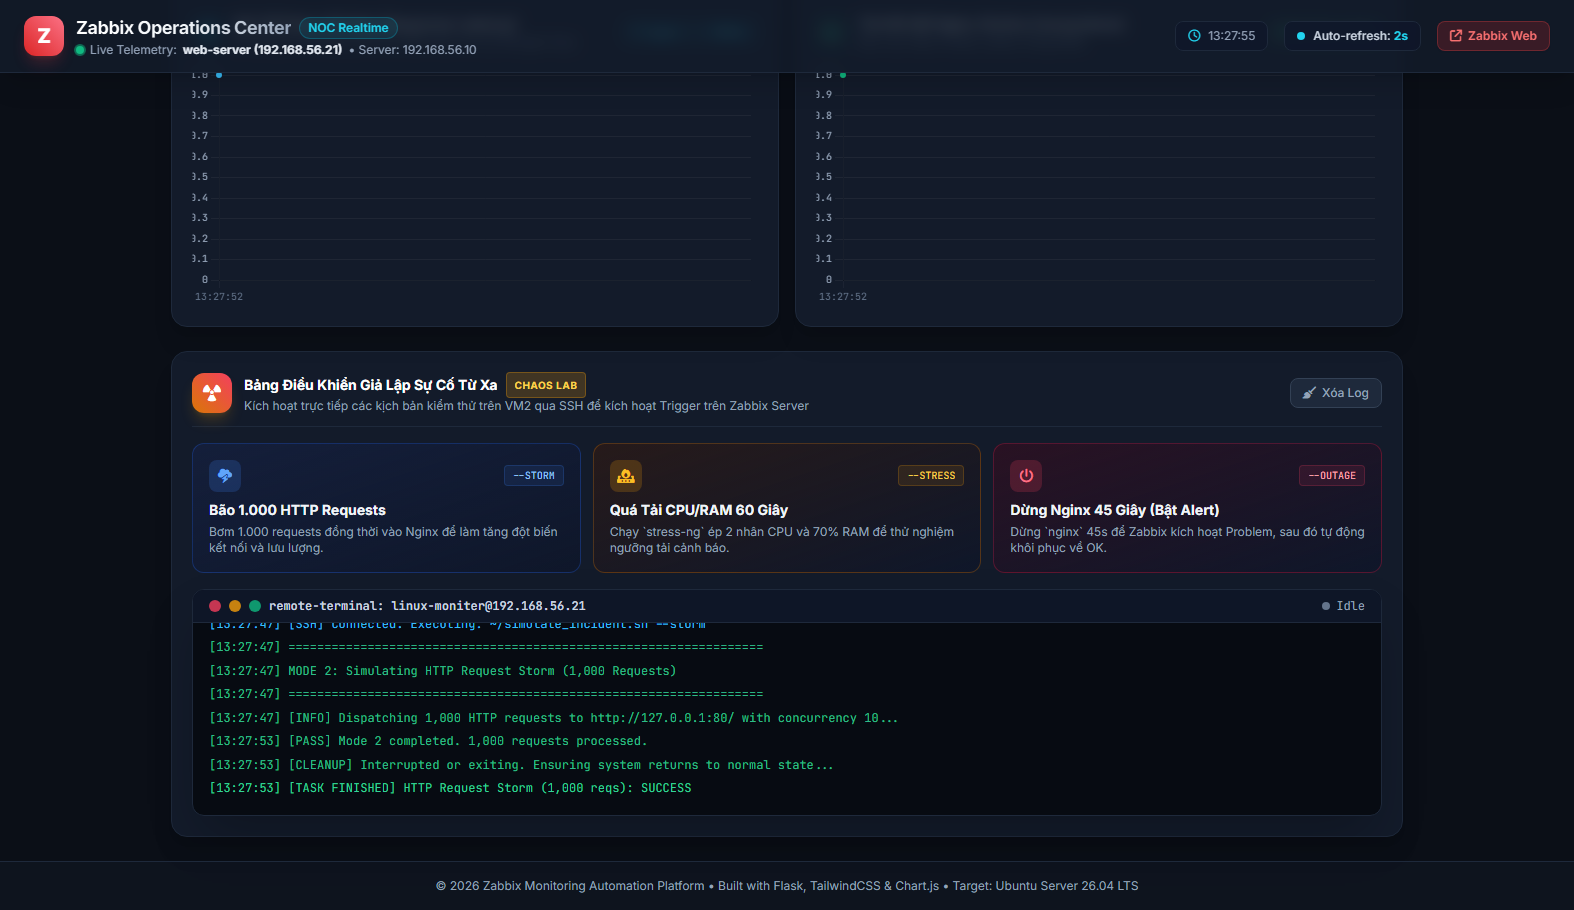 Z
Zabbix Operations Center
NOC Realtime
Live Telemetry: web-server (192.168.56.21) • Server: 192.168.56.10
13:27:55
Auto-refresh: 2s
Zabbix Web
1.0
0.9
0.8
0.7
0.6
0.5
0.4
0.3
0.2
0.1
0
13:27:52
1.0
0.9
0.8
0.7
0.6
0.5
0.4
0.3
0.2
0.1
0
13:27:52
Bảng Điều Khiển Giả Lập Sự Cố Từ Xa
CHAOS LAB
Kích hoạt trực tiếp các kịch bản kiểm thử trên VM2 qua SSH để kích hoạt Trigger trên Zabbix Server
Xóa Log
--STORM
Bão 1.000 HTTP Requests
Bơm 1.000 requests đồng thời vào Nginx để làm tăng đột biến
kết nối và lưu lượng.
--STRESS
Quá Tải CPU/RAM 60 Giây
Chạy `stress-ng` ép 2 nhân CPU và 70% RAM để thử nghiệm
ngưỡng tải cảnh báo.
--OUTAGE
Dừng Nginx 45 Giây (Bật Alert)
Dừng `nginx` 45s để Zabbix kích hoạt Problem, sau đó tự động
khôi phục về OK.
remote-terminal: linux-moniter@192.168.56.21
Idle
[13:27:47] [SSH] Connected. Executing: ~/simulate_incident.sh --storm
[13:27:47] ==================================================================
[13:27:47] MODE 2: Simulating HTTP Request Storm (1,000 Requests)
[13:27:47] ==================================================================
[13:27:47] [INFO] Dispatching 1,000 HTTP requests to http://127.0.0.1:80/ with concurrency 10...
[13:27:53] [PASS] Mode 2 completed. 1,000 requests processed.
[13:27:53] [CLEANUP] Interrupted or exiting. Ensuring system returns to normal state...
[13:27:53] [TASK FINISHED] HTTP Request Storm (1,000 reqs): SUCCESS
© 2026 Zabbix Monitoring Automation Platform • Built with Flask, TailwindCSS & Chart.js • Target: Ubuntu Server 26.04 LTS